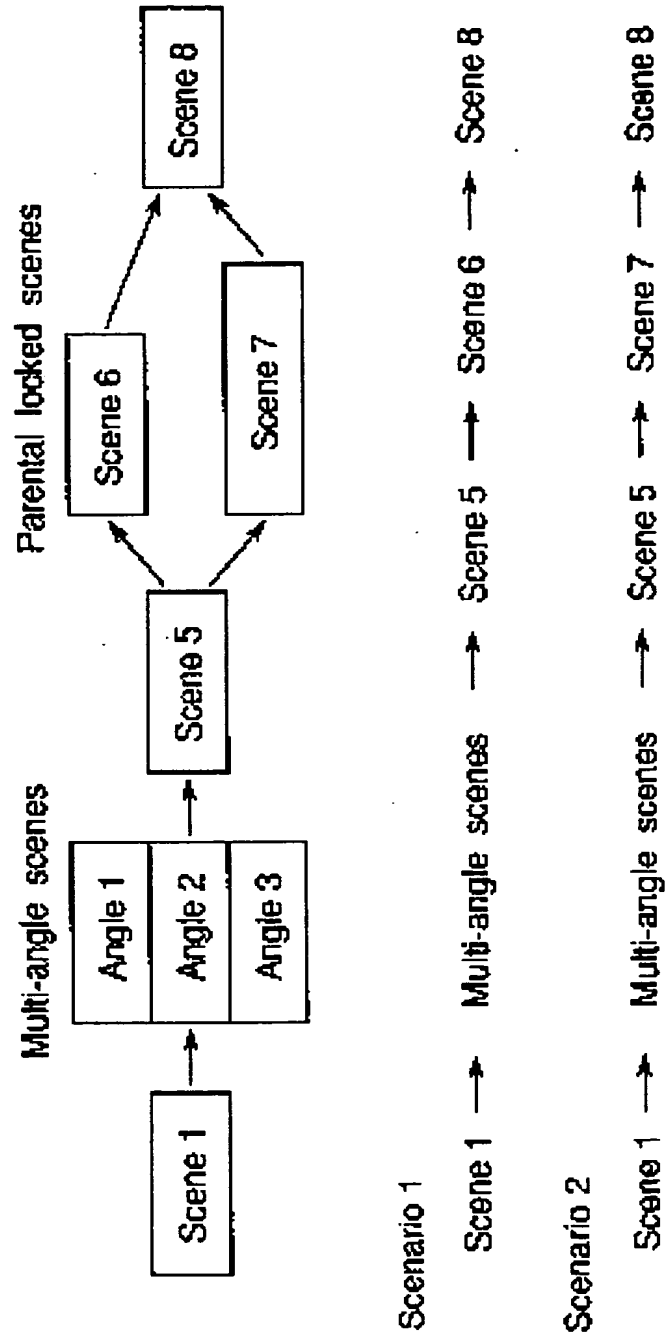 Multi-angle scenes
Parental locked scenes
Scene 1
Angle 1
Angle 2
Angle 3
Scene 5
Scene 6
Scene 7
Scene 8
Scenario 1
Scene 1 → Multi-angle scenes → Scene 5 → Scene 6 → Scene 8
Scenario 2
Scene 1 → Multi-angle scenes → Scene 5 → Scene 7 → Scene 8